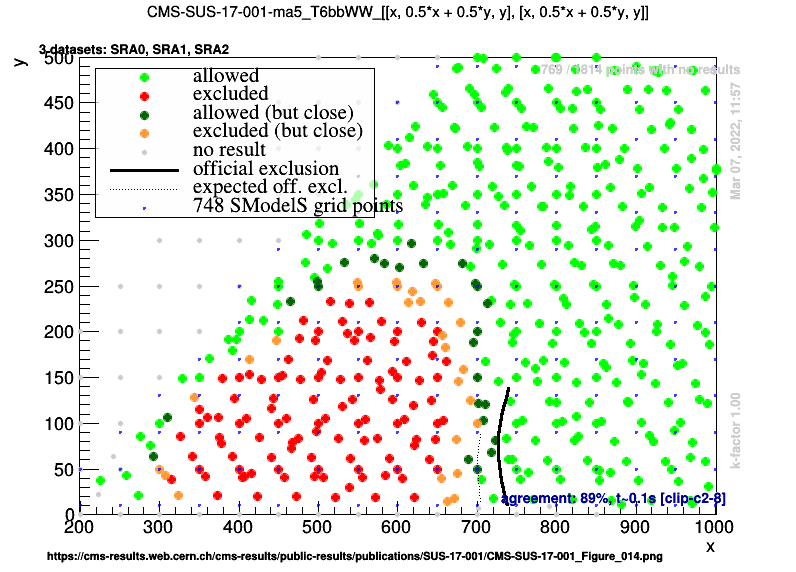 CMS-SUS-17-001-ma5_T6bbWW_[[x, 0.5*x + 0.5*y, y], [x, 0.5*x + 0.5*y, y]]
3 datasets: SRA0, SRA1, SRA2
y
points with no results
allowed
excluded
allowed (but close)
excluded (but close)
no result
official exclusion
expected off. excl.
748 SModelS grid points
500
450
400
350
300
250
200
150
100
50
0
Mar 07, 2022, 11:57
k-factor 1.00
agreement: 89%, t~0.1s [clip-c2-8]
200 300 400 500 600 700 800 900 1000
x
https://cms-results.web.cern.ch/cms-results/public-results/publications/SUS-17-001/CMS-SUS-17-001_Figure_014.png